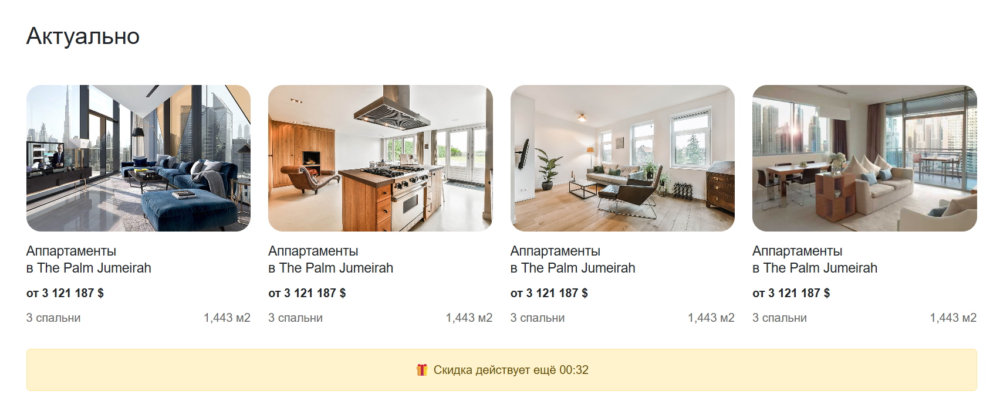 Актуально
Аппартаменты
в The Palm Jumeirah
от 3 121 187 $
3 спальни 1,443 м2
Аппартаменты
в The Palm Jumeirah
от 3 121 187 $
3 спальни 1,443 м2
Аппартаменты
в The Palm Jumeirah
от 3 121 187 $
3 спальни 1,443 м2
Аппартаменты
в The Palm Jumeirah
от 3 121 187 $
3 спальни 1,443 м2
🎁 Скидка действует ещё 00:32